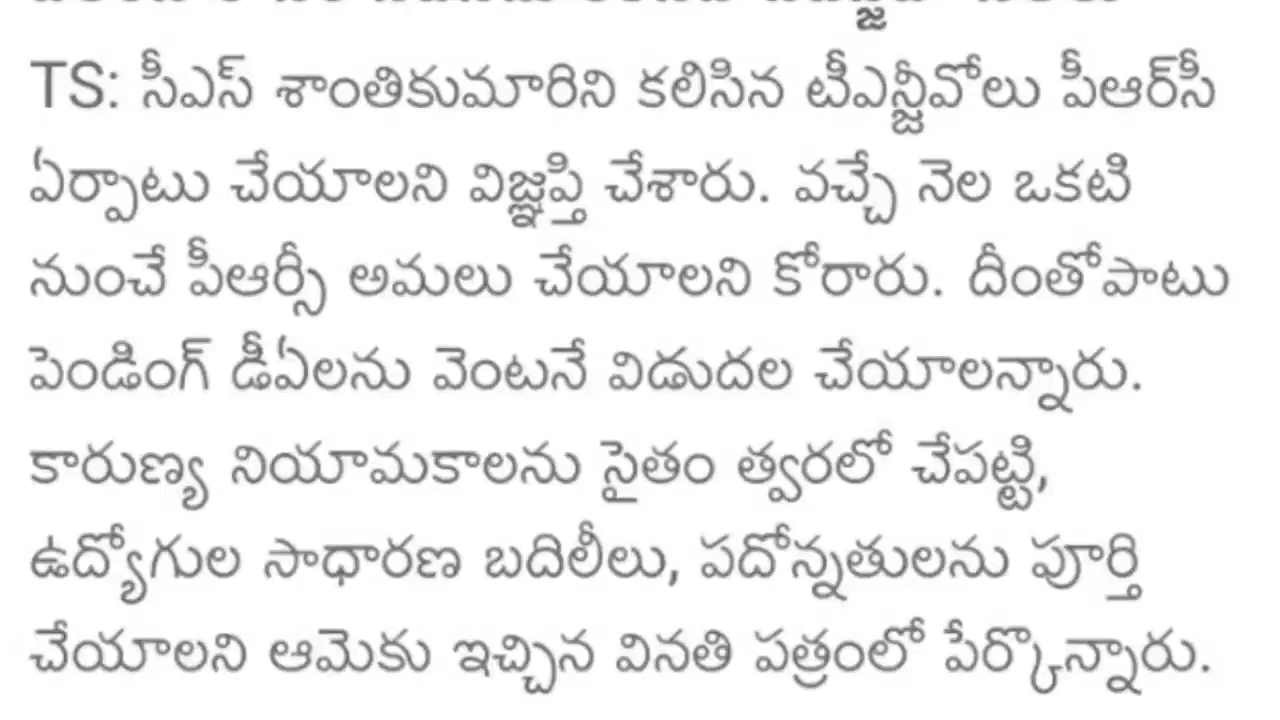 TS: సీఎస్ శాంతికుమారిని కలిసిన టీఎన్జీవోలు పీఆర్‌సీ
ఏర్పాటు చేయాలని విజ్ఞప్తి చేశారు. వచ్చే నెల ఒకటి
నుంచే పీఆర్సీ అమలు చేయాలని కోరారు. దీంతోపాటు
పెండింగ్ డీఏలను వెంటనే విడుదల చేయాలన్నారు.
కారుణ్య నియామకాలను సైతం త్వరలో చేపట్టి,
ఉద్యోగుల సాధారణ బదిలీలు, పదోన్నతులను పూర్తి
చేయాలని ఆమెకు ఇచ్చిన వినతి పత్రంలో పేర్కొన్నారు.